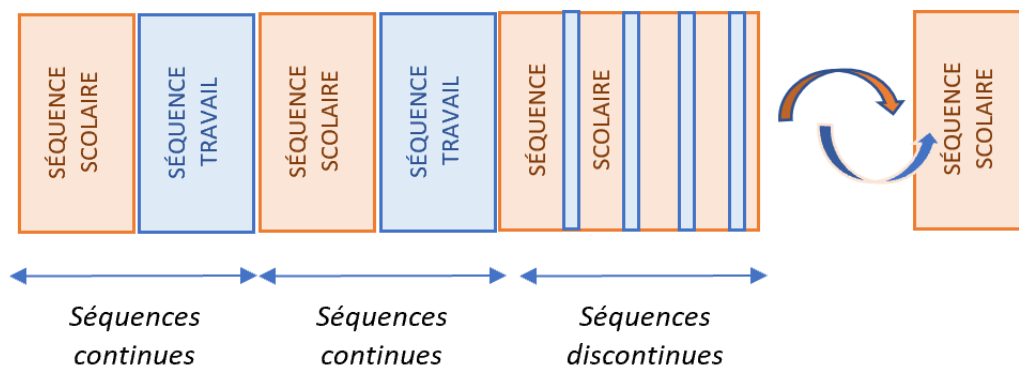 SÉQUENCE
SCOLAIRE
SÉQUENCE
TRAVAIL
SÉQUENCE
SCOLAIRE
SÉQUENCE
TRAVAIL
SÉQUENCE
SCOLAIRE
SÉQUENCE
SCOLAIRE
Séquences
continues
Séquences
continues
Séquences
discontinues